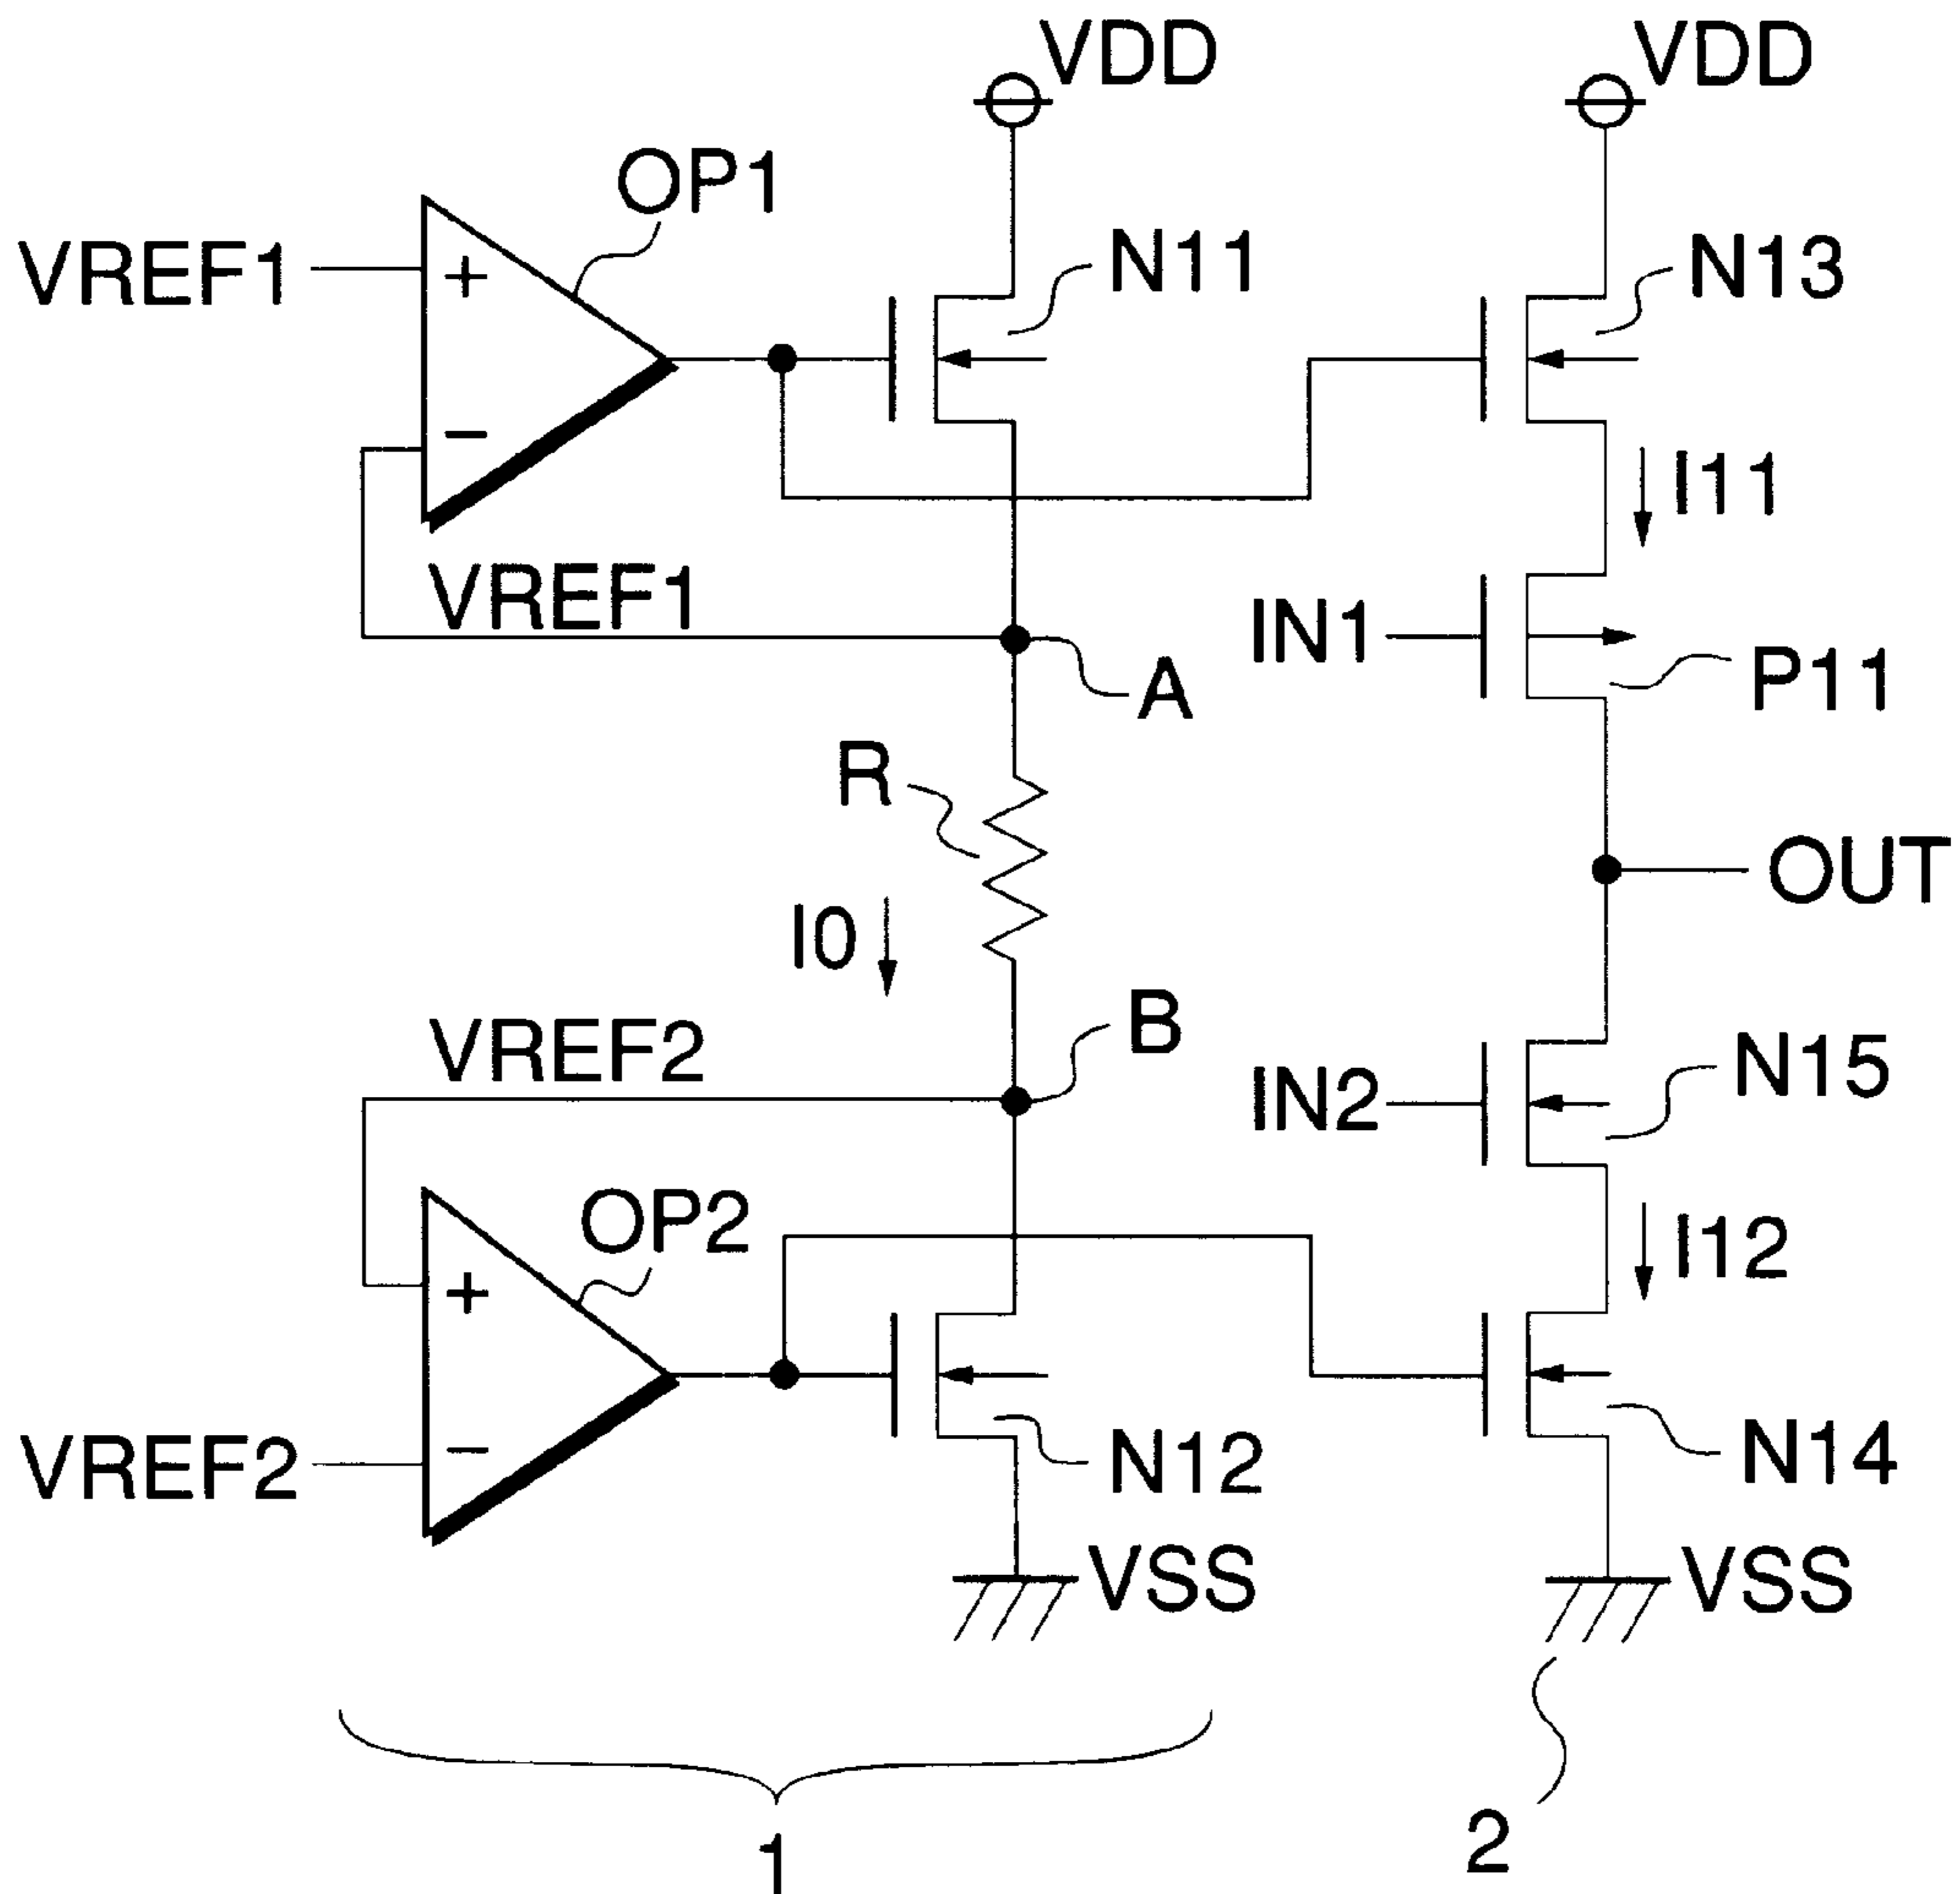 VDD
VDD
OP1
VREF1
+
N11
N13
−
I11
VREF1
IN1
A
P11
R
OUT
I0
B
VREF2
IN2
N15
OP2
+
I12
−
VREF2
N12
N14
VSS
VSS
1
2